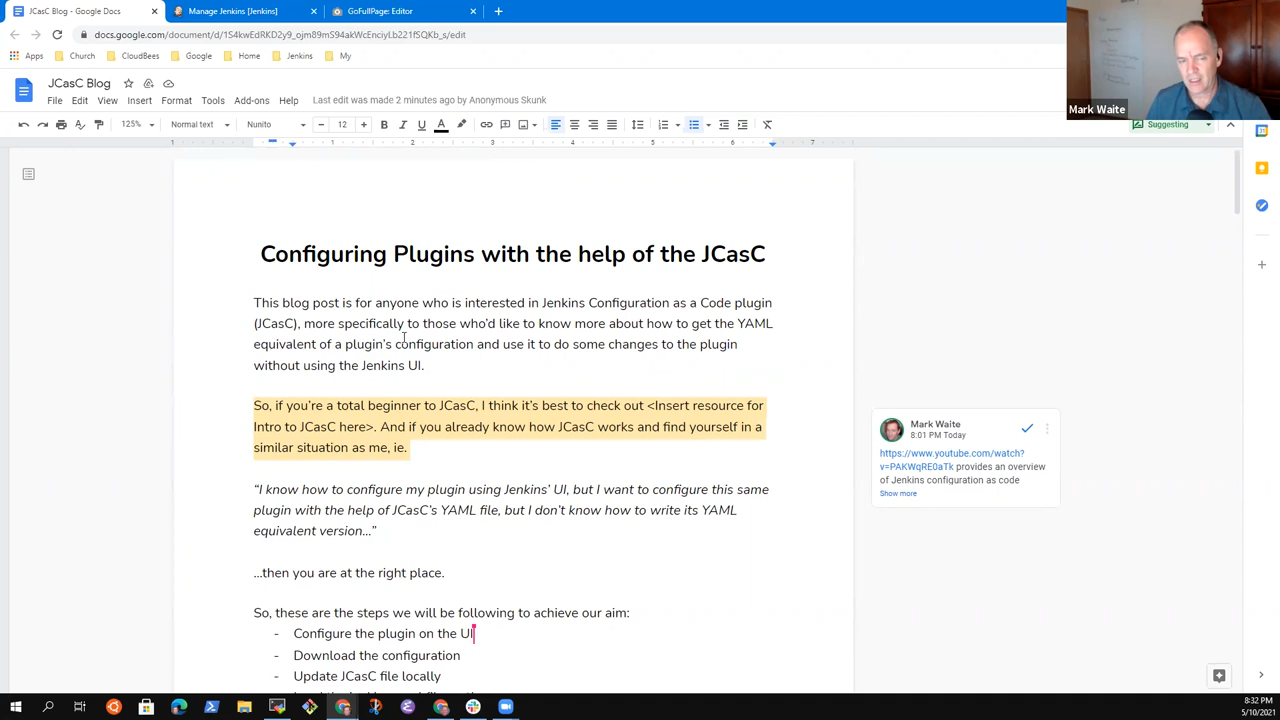 JCasC Blog - Google Docs
Manage Jenkins [Jenkins]
GoFullPage: Editor
docs.google.com/document/d/1S4kwEdRKD2y9_ojm89mS94akWcEnciyLb221fSQKb_s/edit
Apps Church CloudBees Google Home Jenkins My
JCasC Blog
File Edit View Insert Format Tools Add-ons Help Last edit was made 2 minutes ago by Anonymous Skunk
Mark Waite
125% Normal text Nunito 12 Suggesting
1 1 2 3 4 5 6
Configuring Plugins with the help of the JCasC
This blog post is for anyone who is interested in Jenkins Configuration as a Code plugin
(JCasC), more specifically to those who'd like to know more about how to get the YAML
equivalent of a plugin's configuration and use it to do some changes to the plugin
without using the Jenkins UI.
So, if you're a total beginner to JCasC, I think it's best to check out <Insert resource for
Intro to JCasC here>. And if you already know how JCasC works and find yourself in a
similar situation as me, ie.
Mark Waite
8:01 PM Today
https://www.youtube.com/watch?
v=PAKWqRE0aTk provides an overview
of Jenkins configuration as code
Show more
“I know how to configure my plugin using Jenkins' UI, but I want to configure this same
plugin with the help of JCasC's YAML file, but I don't know how to write its YAML
equivalent version...”
...then you are at the right place.
So, these are the steps we will be following to achieve our aim:
- Configure the plugin on the UI
- Download the configuration
- Update JCasC file locally
8:32 PM
5/10/2021